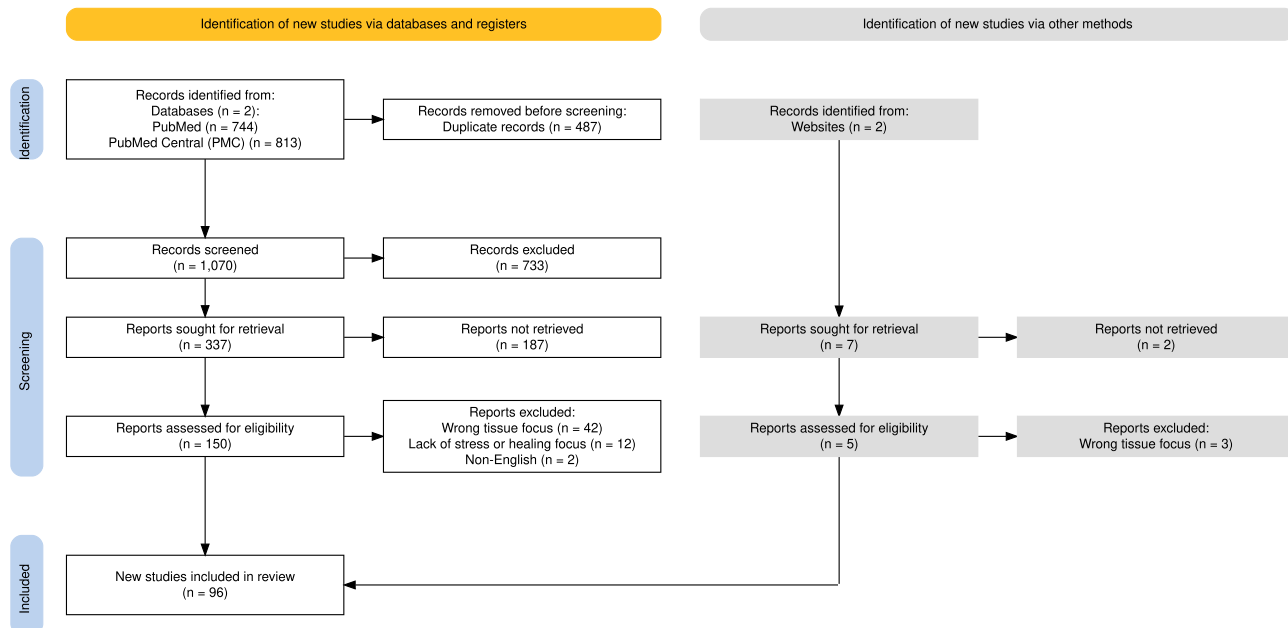 Identification of new studies via databases and registers
Identification of new studies via other methods
Identification
Records identified from:
Databases (n = 2):
PubMed (n = 744)
PubMed Central (PMC) (n = 813)
Records removed before screening:
Duplicate records (n = 487)
Records identified from:
Websites (n = 2)
Screening
Records screened
(n = 1,070)
Records excluded
(n = 733)
Reports sought for retrieval
(n = 337)
Reports not retrieved
(n = 187)
Reports sought for retrieval
(n = 7)
Reports not retrieved
(n = 2)
Reports assessed for eligibility
(n = 150)
Reports excluded:
Wrong tissue focus (n = 42)
Lack of stress or healing focus (n = 12)
Non-English (n = 2)
Reports assessed for eligibility
(n = 5)
Reports excluded:
Wrong tissue focus (n = 3)
Included
New studies included in review
(n = 96)